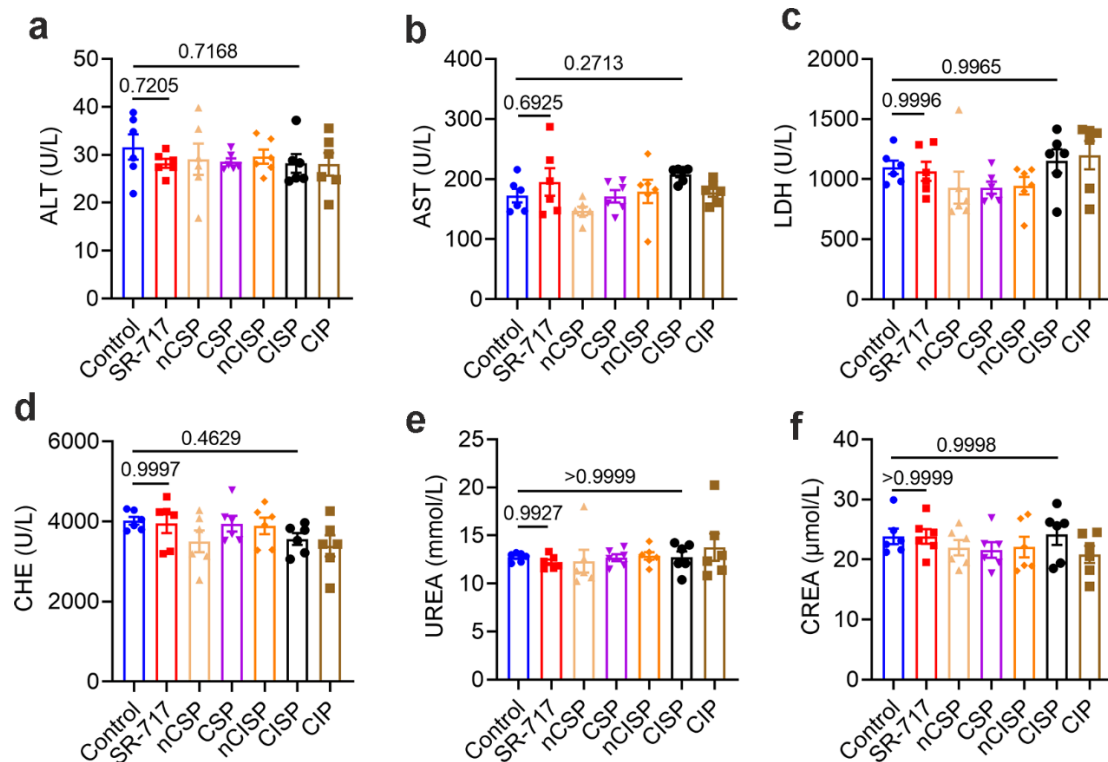 a
ALT (U/L)
50
40
30
20
10
0
0.7168
0.7205
Control
SR-717
nCSP
CSP
nCISP
CISP
CIP
b
AST (U/L)
400
300
200
100
0
0.2713
0.6925
Control
SR-717
nCSP
CSP
nCISP
CISP
CIP
c
LDH (U/L)
2000
1500
1000
500
0
0.9965
0.9996
Control
SR-717
nCSP
CSP
nCISP
CISP
CIP
d
CHE (U/L)
6000
4000
2000
0
0.4629
0.9997
Control
SR-717
nCSP
CSP
nCISP
CISP
CIP
e
UREA (mmol/L)
25
20
15
10
5
0
>0.9999
0.9927
Control
SR-717
nCSP
CSP
nCISP
CISP
CIP
f
CREA (μmol/L)
40
30
20
10
0
0.9998
>0.9999
Control
SR-717
nCSP
CSP
nCISP
CISP
CIP